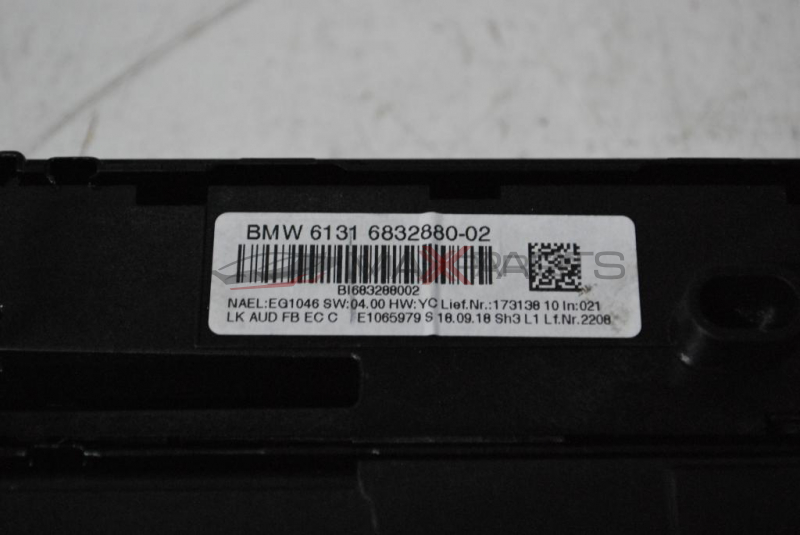 BMW 6131 6832880-02
MAXPARTS
BI683288002
NAEL:EG1046 SW:04.00 HW:YC Lief.Nr.:173138 10 In:021
LK AUD FB EC C E1065979 S 18.09.18 Sh3 L1 Lf.Nr.2208